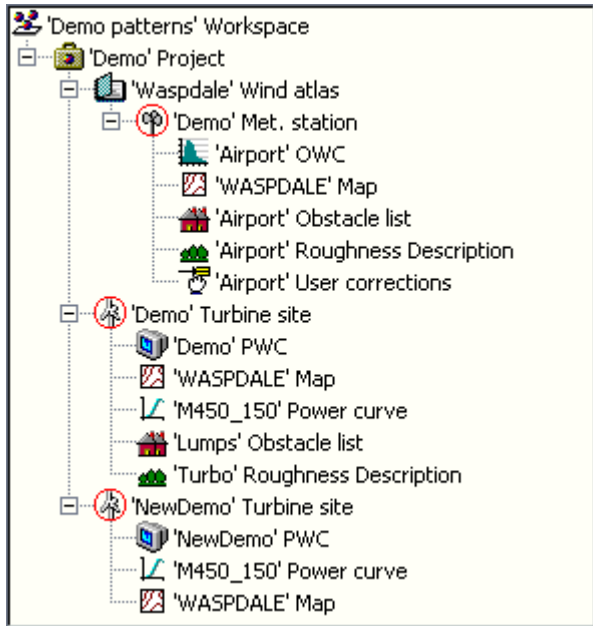 'Demo patterns' Workspace
'Demo' Project
'Waspdale' Wind atlas
'Demo' Met. station
'Airport' OWC
'WASPDALE' Map
'Airport' Obstacle list
'Airport' Roughness Description
'Airport' User corrections
'Demo' Turbine site
'Demo' PWC
'WASPDALE' Map
'M450_150' Power curve
'Lumps' Obstacle list
'Turbo' Roughness Description
'NewDemo' Turbine site
'NewDemo' PWC
'M450_150' Power curve
'WASPDALE' Map